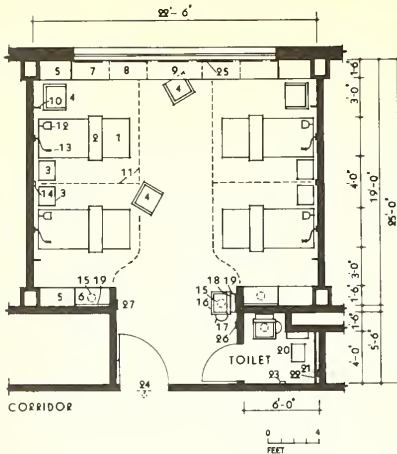 22'-6"
5 7 8 9 25
10 4 4
12
13 2 1
11
3
14 3 4
15 19 18 19
5 6 15
16
27
17
26
TOILET 20
24 23 22 21
CORRIDOR
6'-0"
0 4
FEET
1'-6"
3'-0"
4'-0"
3'-0"
1'-6"
1'-6"
4'-0"
19'-0"
5'-6"
25'-0"